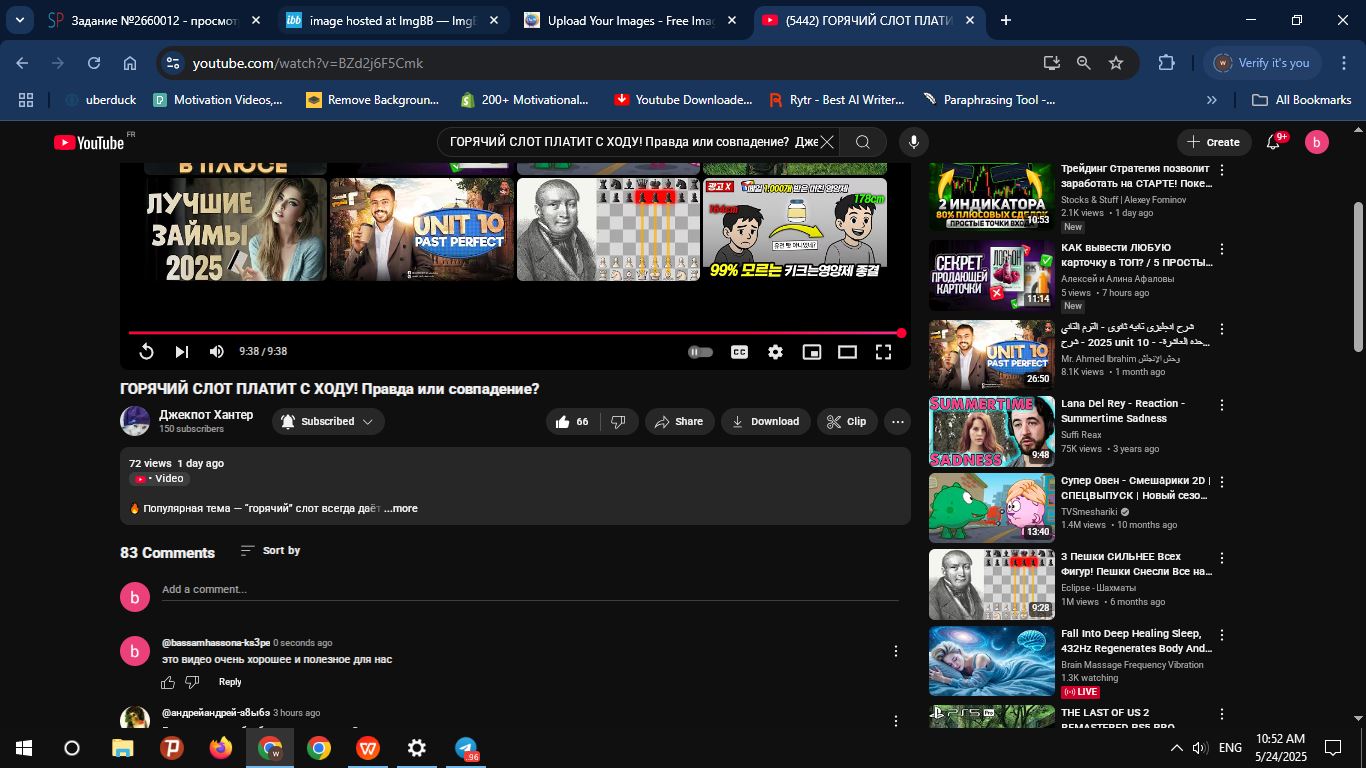 Задание №2660012 - просмотр
image hosted at ImgBB — ImgB
Upload Your Images - Free Imag
(5442) ГОРЯЧИЙ СЛОТ ПЛАТИТ
youtube.com/watch?v=BZd2j6F5Cmk
Verify it's you
uberduck
Motivation Videos,...
Remove Backgroun...
200+ Motivational...
Youtube Downloade...
Rytr - Best AI Writer...
Paraphrasing Tool -...
All Bookmarks
YouTube FR
ГОРЯЧИЙ СЛОТ ПЛАТИТ С ХОДУ! Правда или совпадение? Дже
Create
9+
b
В ПЛЮСЕ
ЛУЧШИЕ
ЗАЙМЫ
2025
UNIT 10
PAST PERFECT
광고 X
1,000개
178cm
99% 모르는 키크는영양제 종결
9:38 / 9:38
CC
ГОРЯЧИЙ СЛОТ ПЛАТИТ С ХОДУ! Правда или совпадение?
Джекпот Хантер
150 subscribers
Subscribed
66
Share
Download
Clip
72 views 1 day ago
• Video
🔥 Популярная тема — “горячий” слот всегда даёт ...more
83 Comments
Sort by
b
Add a comment...
b
@bassamhassona-ks3pe 0 seconds ago
это видео очень хорошее и полезное для нас
Reply
@андрейандрей-з8ы6э 3 hours ago
2 ИНДИКАТОРА
80% ПЛЮСОВЫХ СДЕЛОК
ПРОСТЫЕ ТОЧКИ ВХОДА
10:53
Трейдинг Стратегия позволит
заработать на СТАРТЕ! Поке...
Stocks & Stuff | Alexey Fominov
2.1K views • 1 day ago
New
СЕКРЕТ
ПРОДАЮЩЕЙ
КАРТОЧКИ
11:14
КАК вывести ЛЮБУЮ
карточку в ТОП? / 5 ПРОСТЫ...
Алексей и Алина Афаловы
5 views • 7 hours ago
New
UNIT 10
PAST PERFECT
26:50
شرح انجليزى تانيه ثانوى - الترم الثاني
2025 unit 10 - شرح - وحده العاشرة-...
Mr. Ahmed Ibrahim وحش الإنجلش
8.1K views • 1 month ago
SUMMERTIME
SADNESS
9:48
Lana Del Rey - Reaction -
Summertime Sadness
Suffi Reax
75K views • 3 years ago
13:40
Супер Овен - Смешарики 2D |
СПЕЦВЫПУСК | Новый сезо...
TVSmeshariki
1.4M views • 10 months ago
9:28
3 Пешки СИЛЬНЕЕ Всех
Фигур! Пешки Снесли Все на...
Eclipse - Шахматы
1M views • 6 months ago
Fall Into Deep Healing Sleep,
432Hz Regenerates Body And...
Brain Massage Frequency Vibration
1.3K watching
LIVE
PS5 Pro
THE LAST OF US 2
REMASTERED PS5 PRO
.96
ENG
10:52 AM
5/24/2025